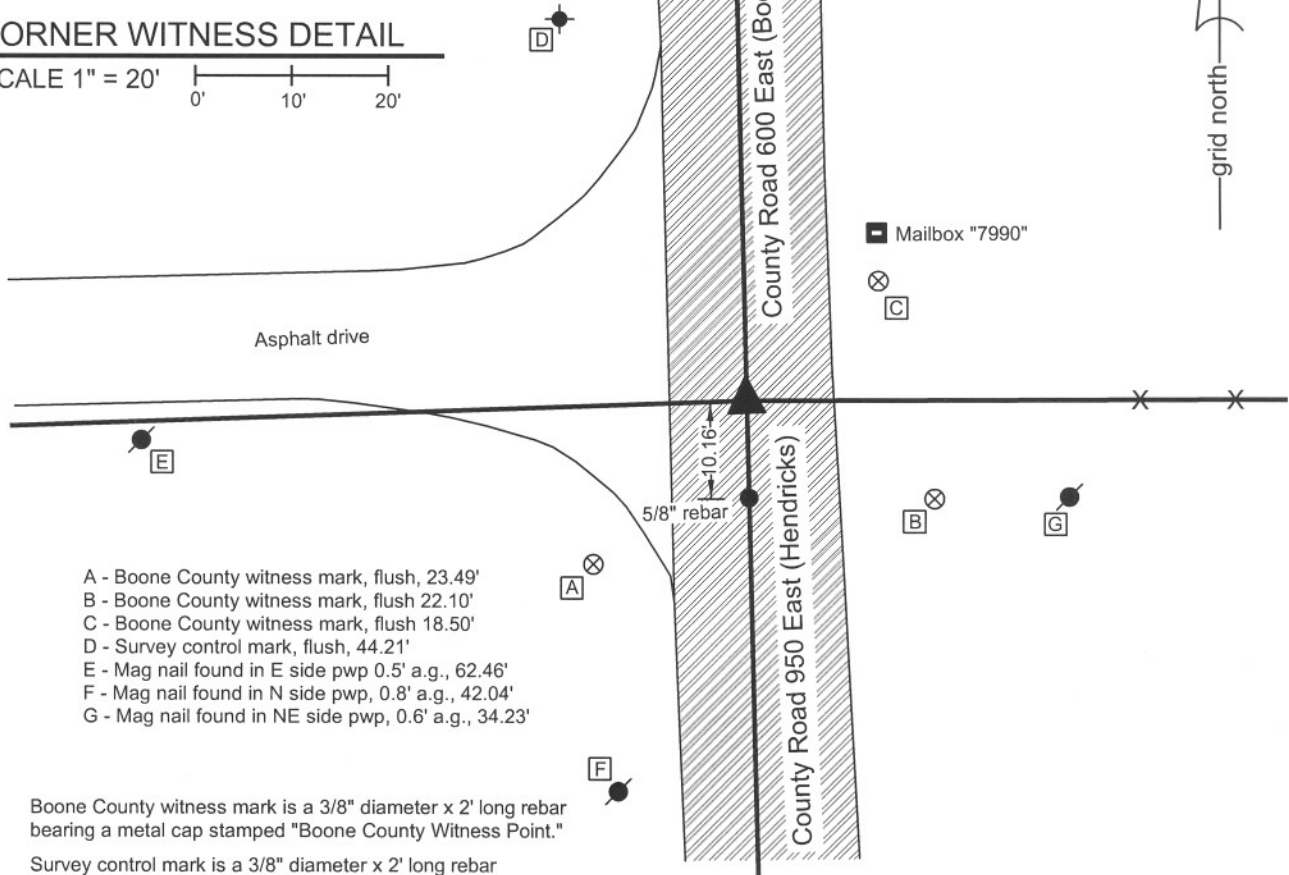 ORNER WITNESS DETAIL
CALE 1" = 20'
0' 10' 20'
D
County Road 600 East (Boo
grid north
Mailbox "7990"
C
Asphalt drive
X X
10.16'
E
5/8" rebar
B
G
County Road 950 East (Hendricks)
A
A - Boone County witness mark, flush, 23.49'
B - Boone County witness mark, flush 22.10'
C - Boone County witness mark, flush 18.50'
D - Survey control mark, flush, 44.21'
E - Mag nail found in E side pwp 0.5' a.g., 62.46'
F - Mag nail found in N side pwp, 0.8' a.g., 42.04'
G - Mag nail found in NE side pwp, 0.6' a.g., 34.23'
F
Boone County witness mark is a 3/8" diameter x 2' long rebar
bearing a metal cap stamped "Boone County Witness Point."
Survey control mark is a 3/8" diameter x 2' long rebar